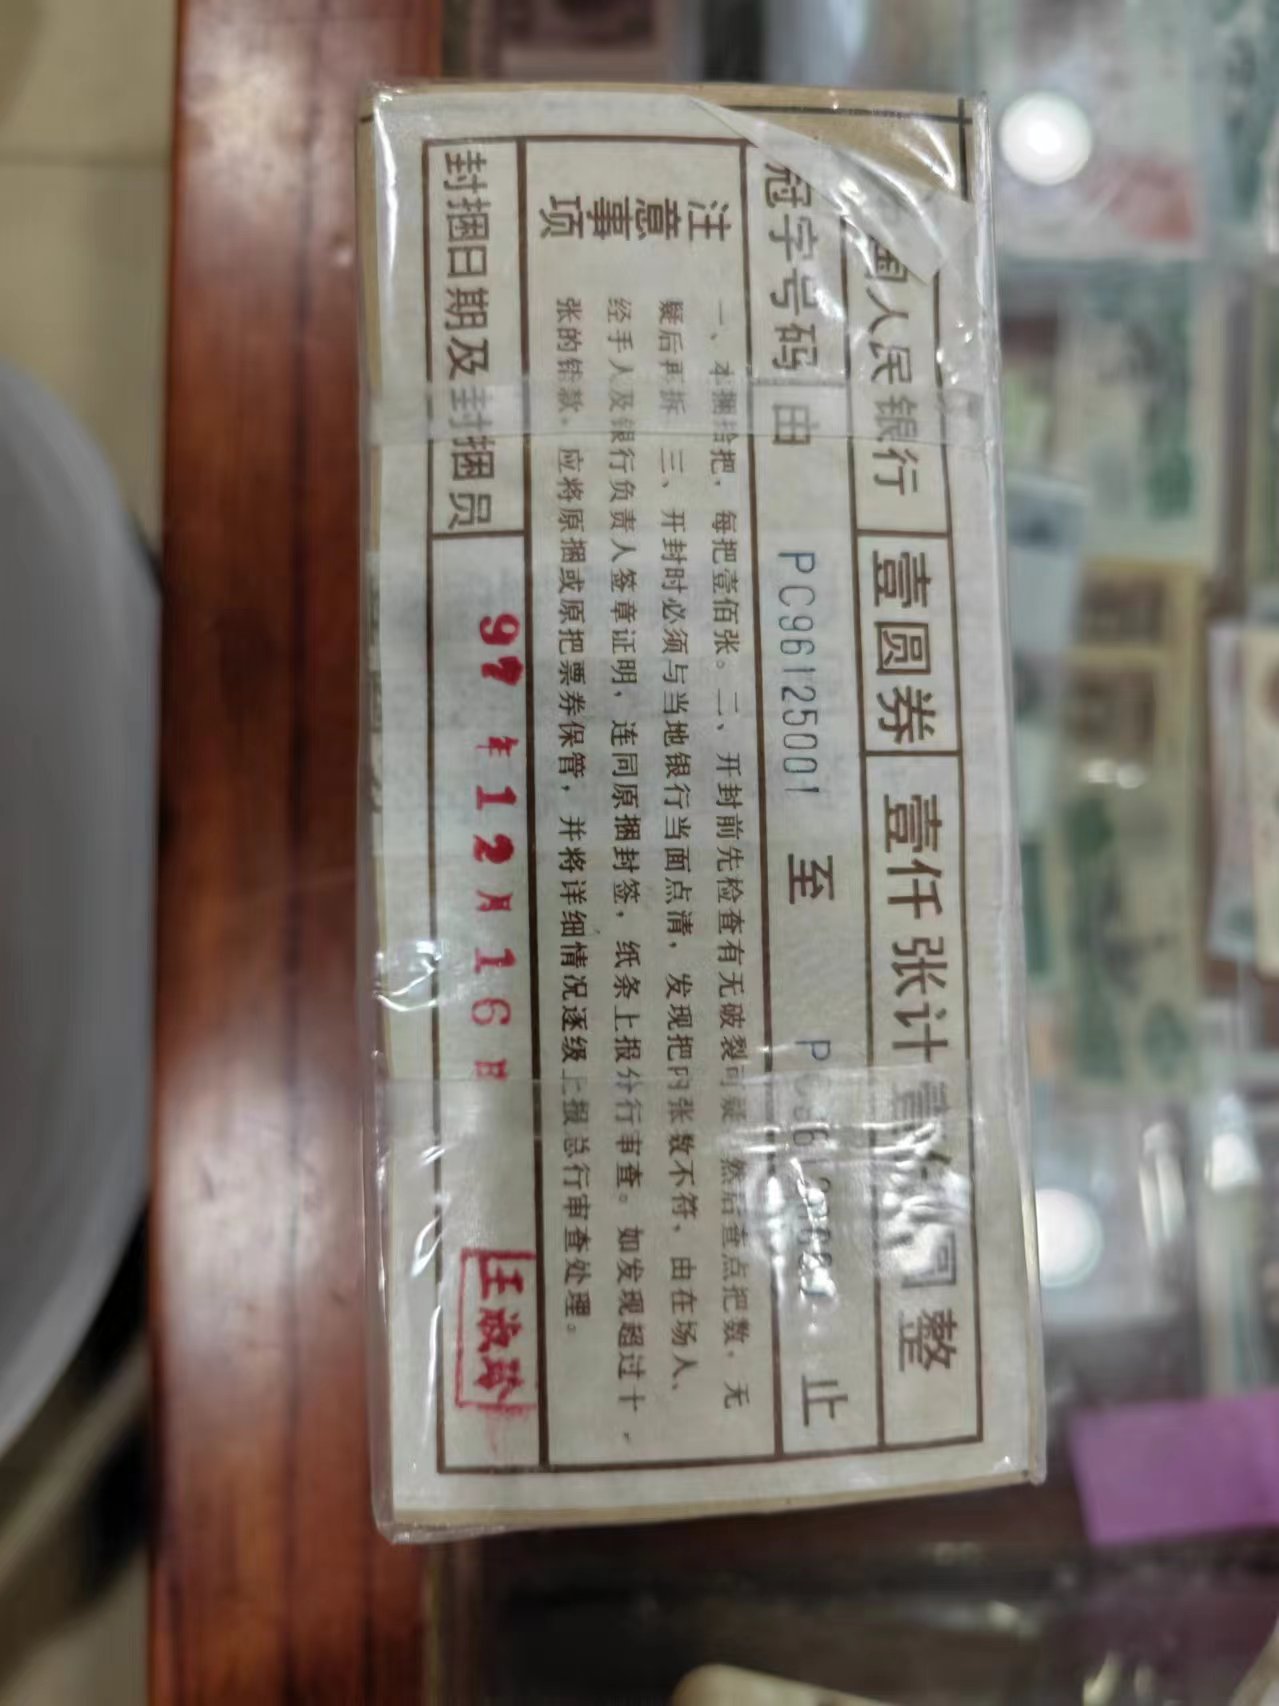 国人民银行 壹圆券 壹仟张计 圆整
冠字号码 由 PC96125001 至 止
注意事项
一、本捆拾把，每把壹佰张。二、开封前先检查有无破裂可疑 然后查点把数，无
疑后再拆 三、开封时必须与当地银行当面点清，发现把内张数不符，由在场人、
经手人及银行负责人签章证明，连同原捆封签，纸条上报分行审查。如发现超过十
张的错款，应将原捆或原把票券保管，并将详细情况逐级上报总行审查处理。
封捆日期及封捆员 97年12月16日